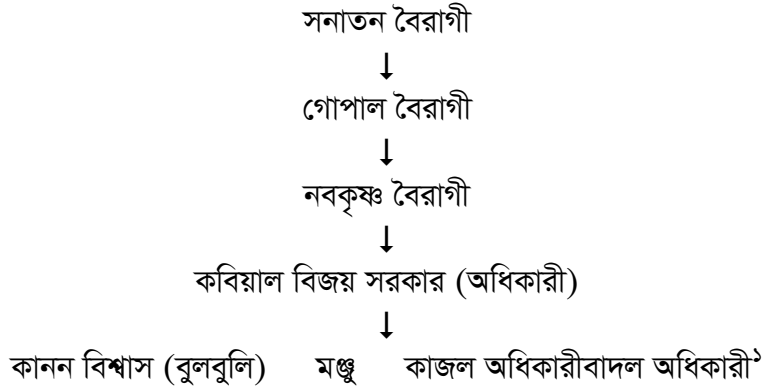 সনাতন বৈরাগী
↓
গোপাল বৈরাগী
↓
নবকৃষ্ণ বৈরাগী
↓
কবিয়াল বিজয় সরকার (অধিকারী)
↓
কানন বিশ্বাস (বুলবুলি) মঞ্জু কাজল অধিকারীবাদল অধিকারী১